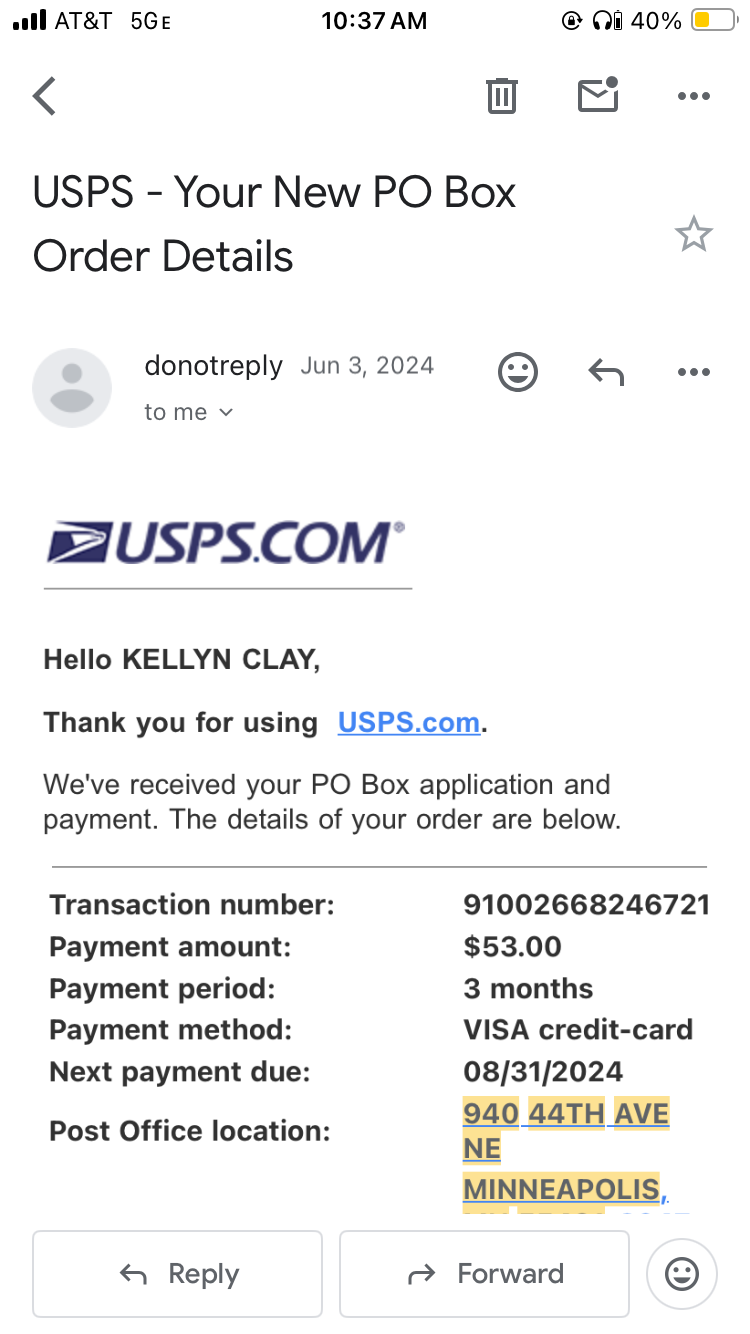 AT&T 5GE 10:37 AM 40%
USPS - Your New PO Box
Order Details
donotreply Jun 3, 2024
to me
USPS.COM®
Hello KELLYN CLAY,
Thank you for using USPS.com.
We've received your PO Box application and
payment. The details of your order are below.
Transaction number: 91002668246721
Payment amount: $53.00
Payment period: 3 months
Payment method: VISA credit-card
Next payment due: 08/31/2024
Post Office location: 940 44TH AVE
NE
MINNEAPOLIS,
Reply Forward